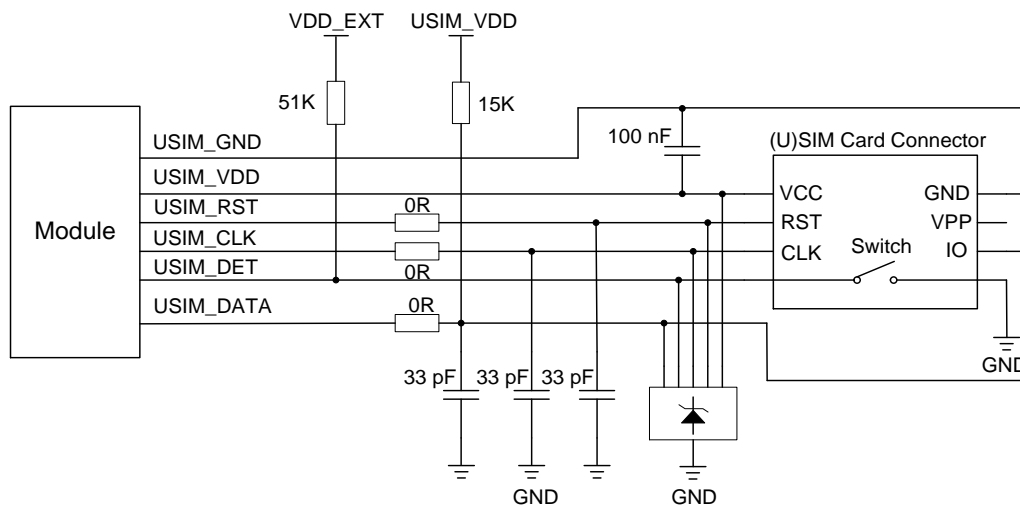 VDD_EXT
USIM_VDD
51K
15K
100 nF
(U)SIM Card Connector
Module
USIM_GND
USIM_VDD
USIM_RST
USIM_CLK
USIM_DET
USIM_DATA
0R
0R
0R
VCC
RST
CLK
Switch
GND
VPP
IO
GND
33 pF
33 pF
33 pF
GND
GND